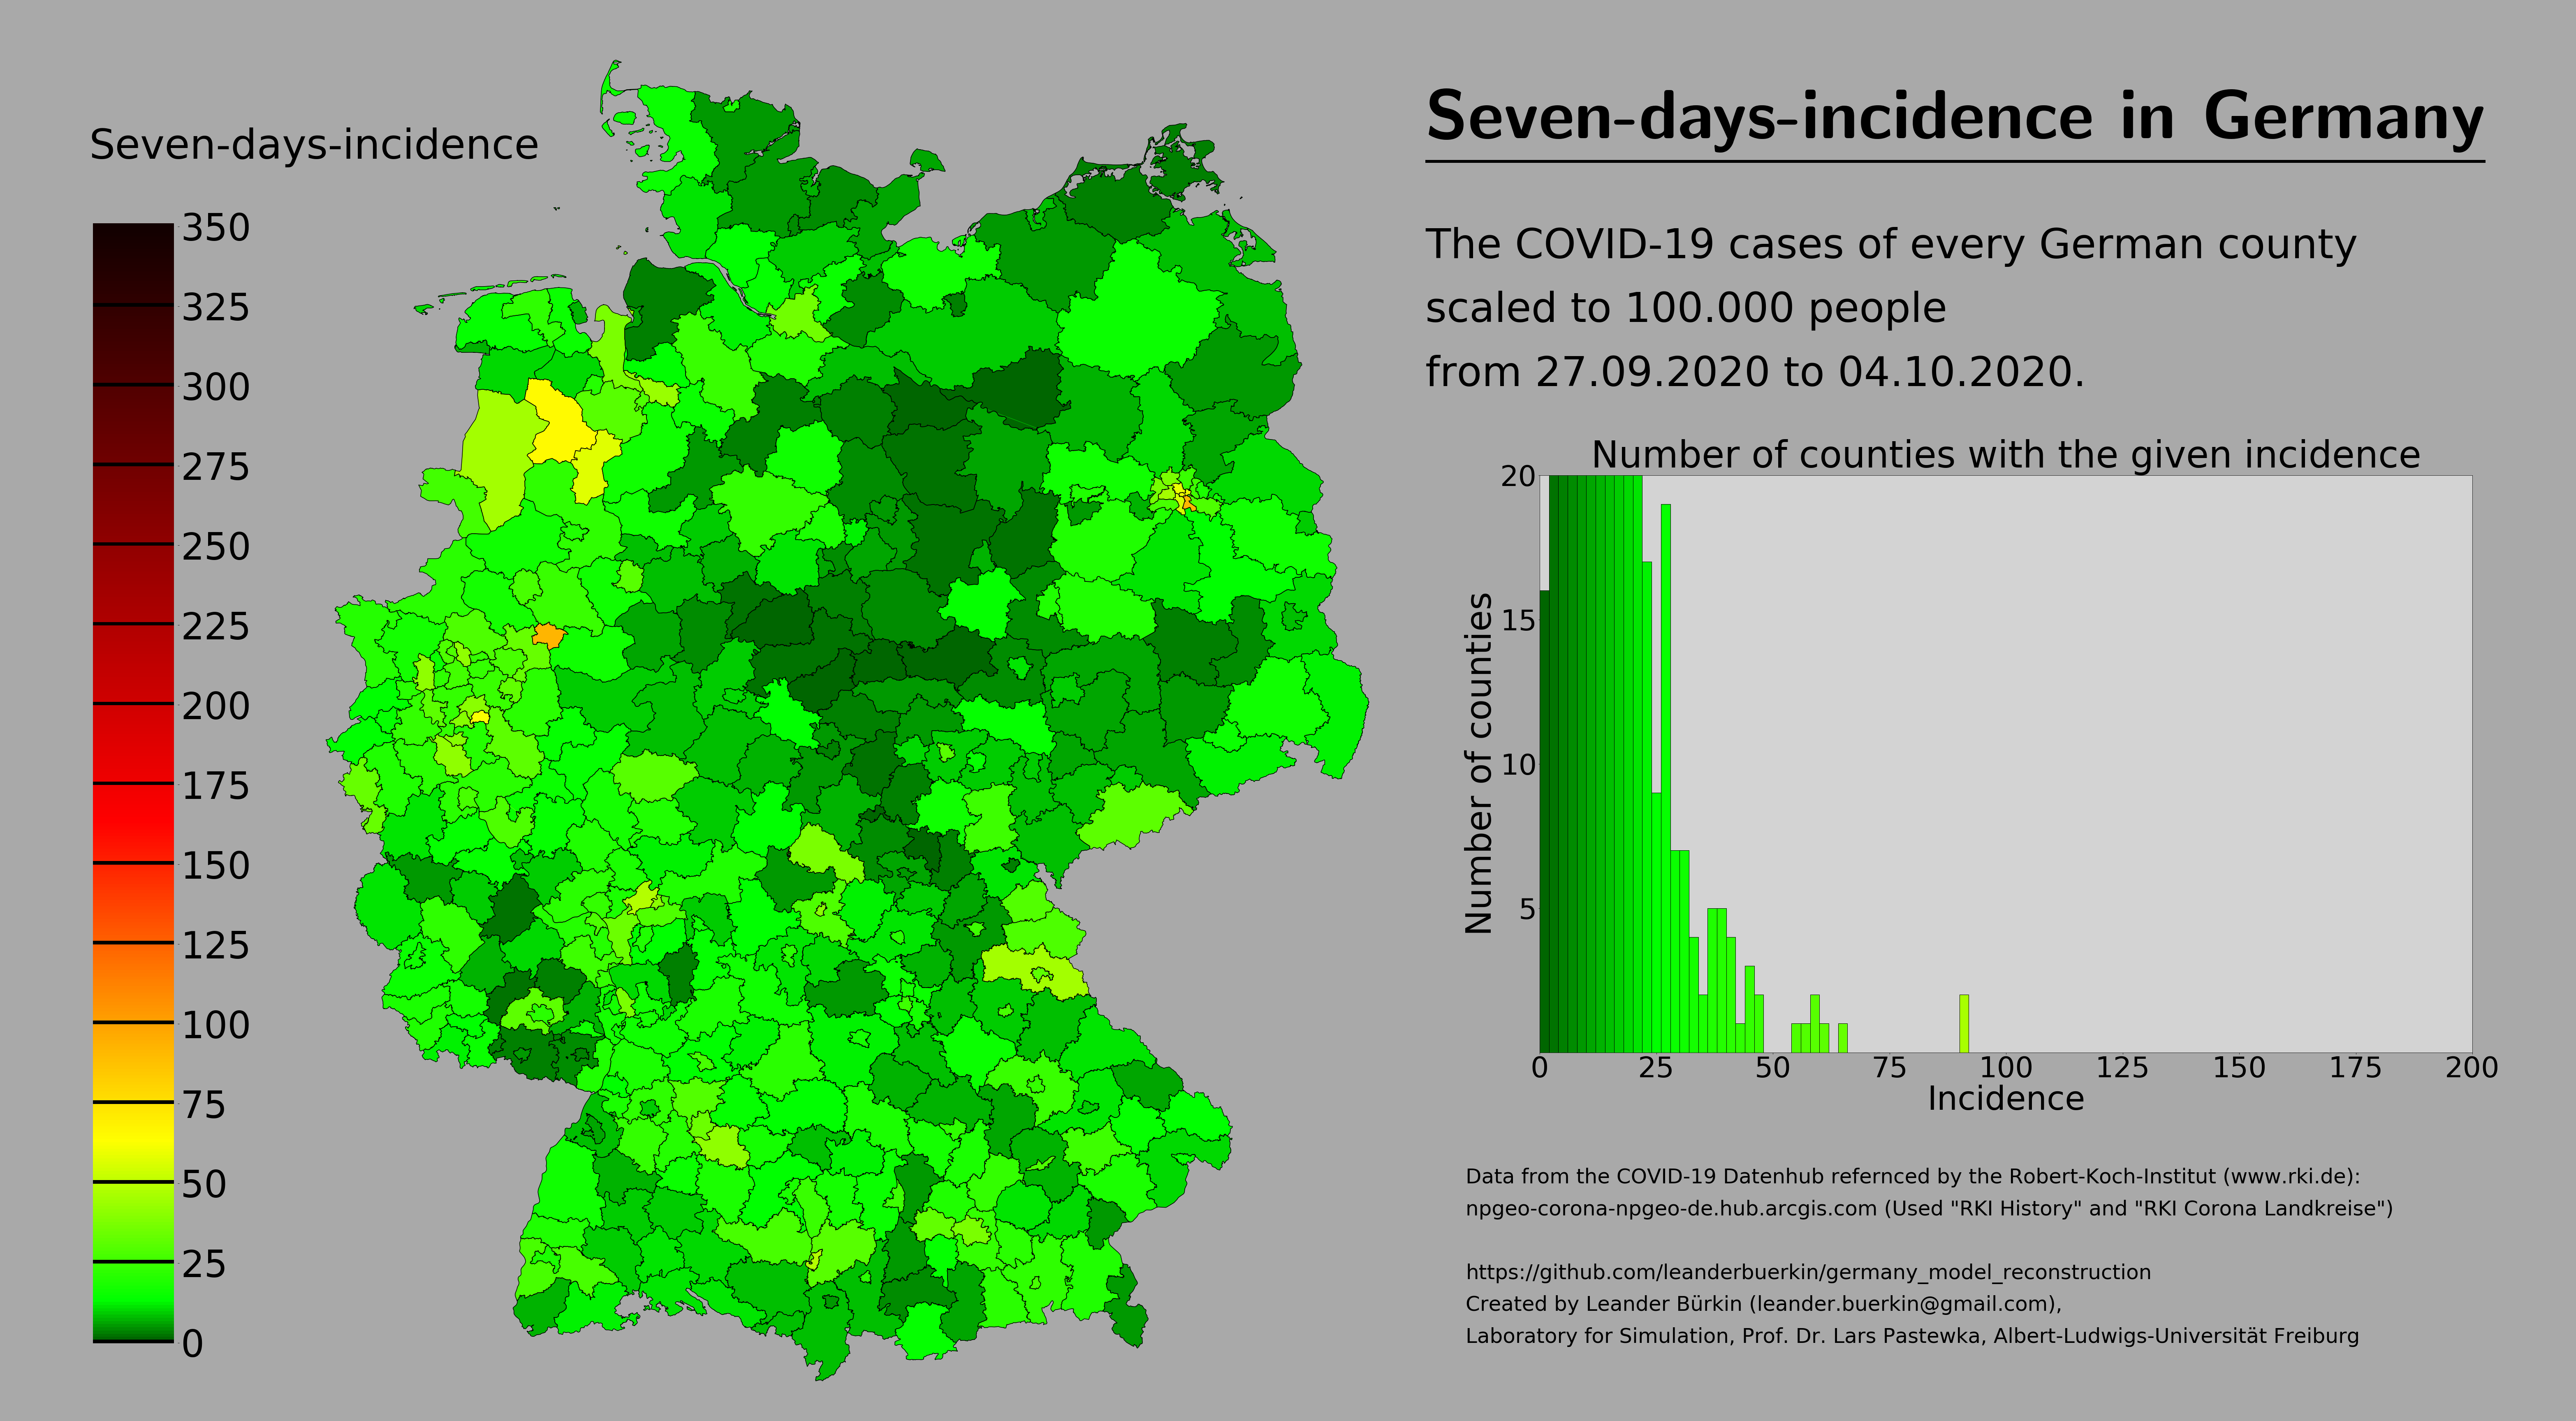 Seven-days-incidence in Germany
Seven-days-incidence
350
325
300
275
250
225
200
175
150
125
100
75
50
25
0
The COVID-19 cases of every German county
scaled to 100.000 people
from 27.09.2020 to 04.10.2020.
Number of counties with the given incidence
20
15
10
5
Number of counties
0 25 50 75 100 125 150 175 200
Incidence
Data from the COVID-19 Datenhub refernced by the Robert-Koch-Institut (www.rki.de):
npgeo-corona-npgeo-de.hub.arcgis.com (Used "RKI History" and "RKI Corona Landkreise")
https://github.com/leanderbuerkin/germany_model_reconstruction
Created by Leander Bürkin (leander.buerkin@gmail.com),
Laboratory for Simulation, Prof. Dr. Lars Pastewka, Albert-Ludwigs-Universität Freiburg